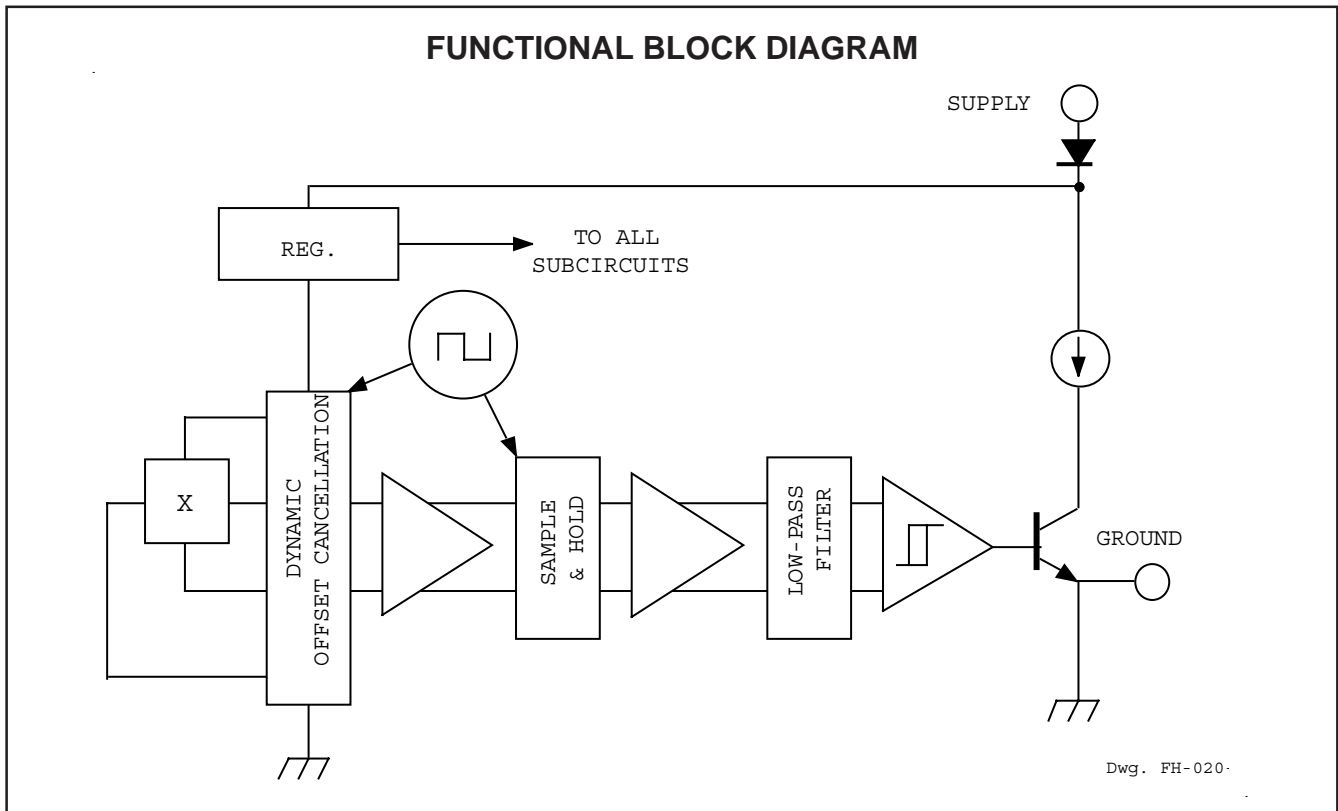 FUNCTIONAL BLOCK DIAGRAM
SUPPLY
REG.
TO ALL
SUBCIRCUITS
X
DYNAMIC
OFFSET CANCELLATION
SAMPLE
& HOLD
LOW-PASS
FILTER
GROUND
Dwg. FH-020-